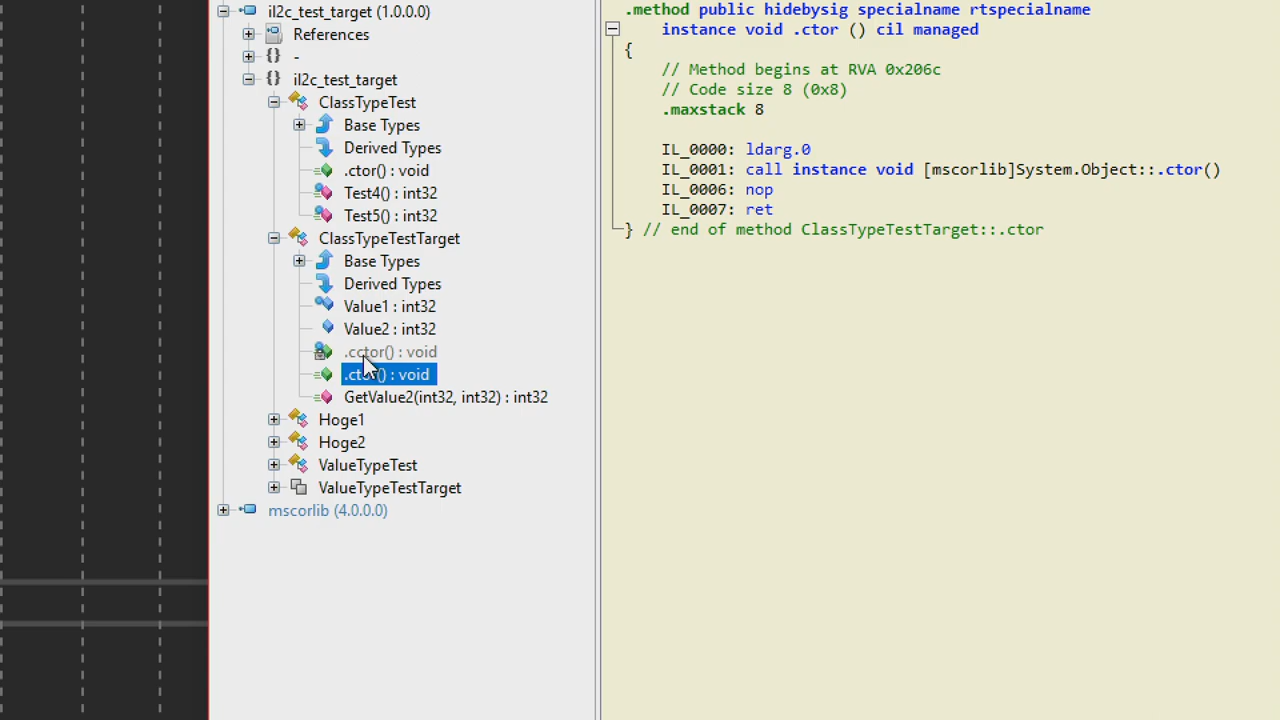 il2c_test_target (1.0.0.0)
References
-
il2c_test_target
ClassTypeTest
Base Types
Derived Types
.ctor() : void
Test4() : int32
Test5() : int32
ClassTypeTestTarget
Base Types
Derived Types
Value1 : int32
Value2 : int32
.cctor() : void
.ctor() : void
GetValue2(int32, int32) : int32
Hoge1
Hoge2
ValueTypeTest
ValueTypeTestTarget
mscorlib (4.0.0.0)
.method public hidebysig specialname rtspecialname
instance void .ctor () cil managed
{
// Method begins at RVA 0x206c
// Code size 8 (0x8)
.maxstack 8
IL_0000: ldarg.0
IL_0001: call instance void [mscorlib]System.Object::.ctor()
IL_0006: nop
IL_0007: ret
} // end of method ClassTypeTestTarget::.ctor